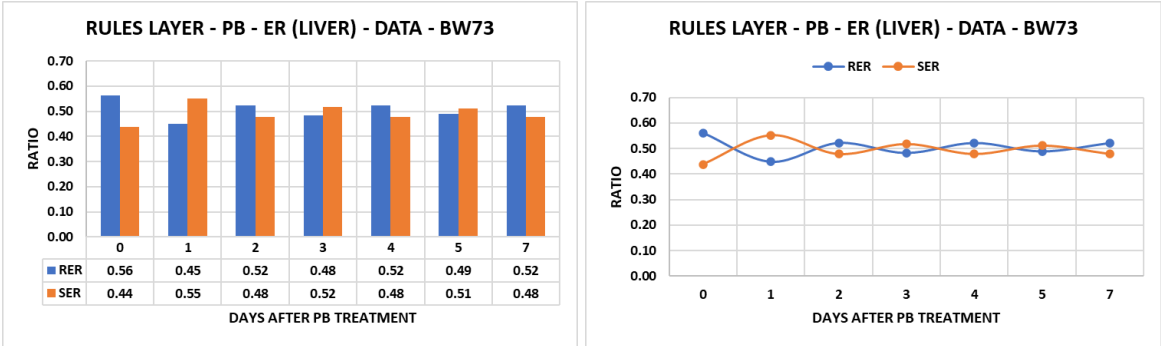 RULES LAYER - PB - ER (LIVER) - DATA - BW73
0.70
0.60
0.50
0.40
0.30
0.20
0.10
0.00
RATIO
0 1 2 3 4 5 7
RER 0.56 0.45 0.52 0.48 0.52 0.49 0.52
SER 0.44 0.55 0.48 0.52 0.48 0.51 0.48
DAYS AFTER PB TREATMENT
RULES LAYER - PB - ER (LIVER) - DATA - BW73
RER SER
0.70
0.60
0.50
0.40
0.30
0.20
0.10
0.00
RATIO
0 1 2 3 4 5 7
DAYS AFTER PB TREATMENT